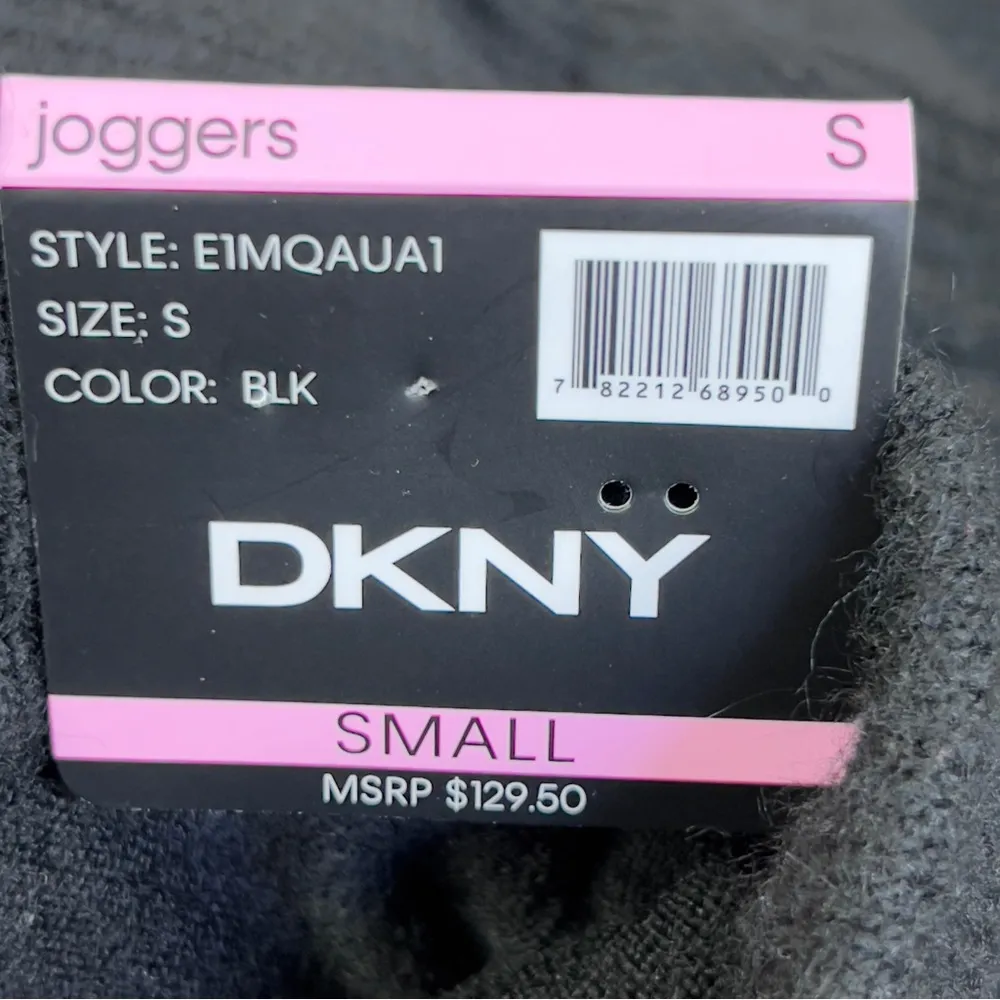 joggers S
STYLE: E1MQAUA1
SIZE: S
COLOR: BLK
7 82212 68950 0
DKNY
SMALL
MSRP $129.50